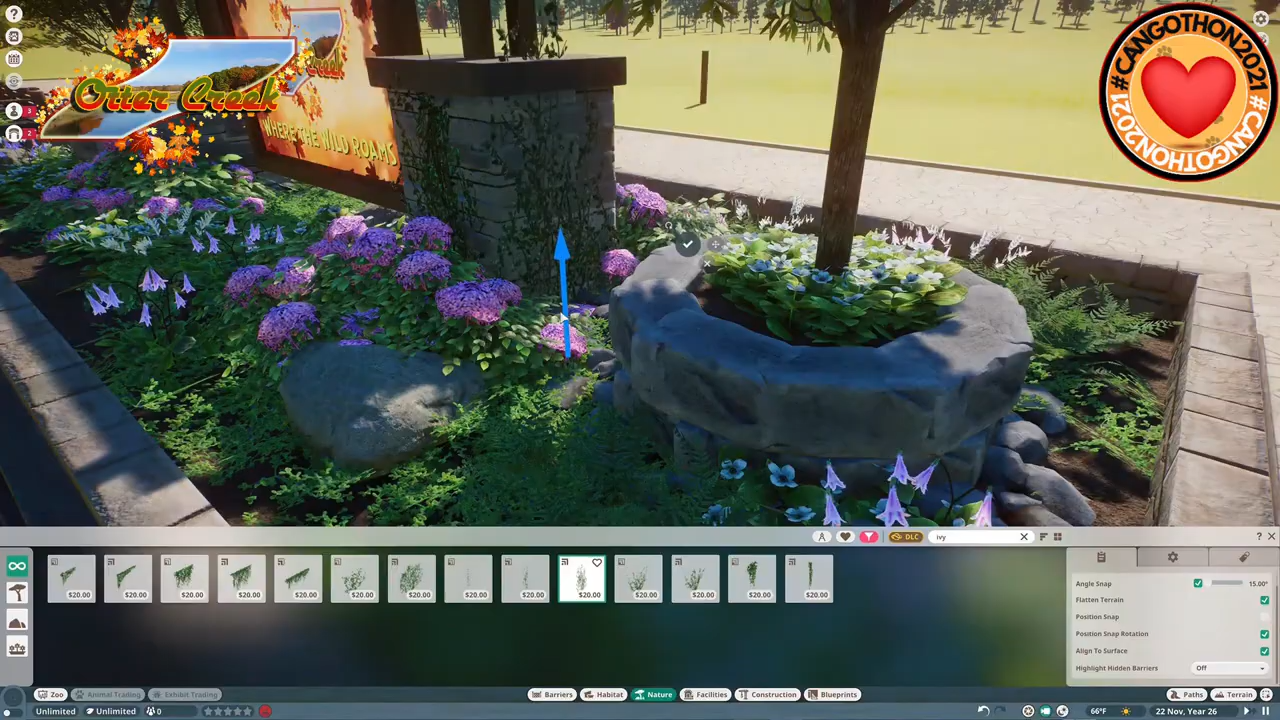 Otter Creek
Creek
WHERE THE WILD ROAMS
#CANGOTHON2021
#CANGOTHON2021
?
3
2
DLC
ivy
?
$20.00
$20.00
$20.00
$20.00
$20.00
$20.00
$20.00
$20.00
$20.00
$20.00
$20.00
$20.00
$20.00
$20.00
Angle Snap
15.00°
Flatten Terrain
Position Snap
Position Snap Rotation
Align To Surface
Highlight Hidden Barriers
Off
Zoo
Animal Trading
Exhibit Trading
Barriers
Habitat
Nature
Facilities
Construction
Blueprints
Paths
Terrain
Unlimited
Unlimited
0
66°F
22 Nov, Year 26